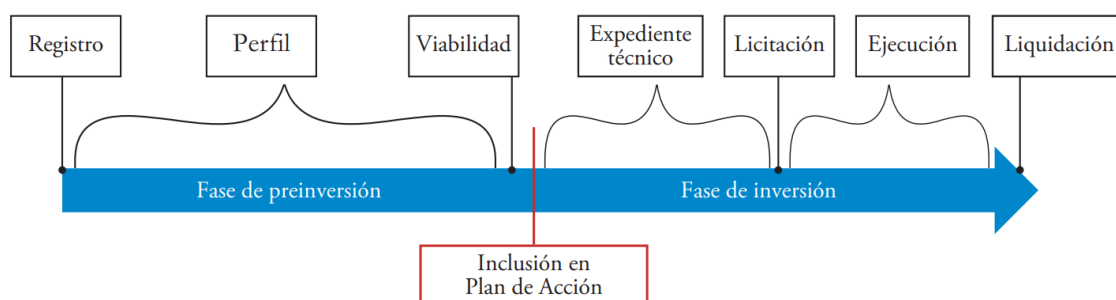 Registro
Perfil
Viabilidad
Expediente
técnico
Licitación
Ejecución
Liquidación
Fase de preinversión
Fase de inversión
Inclusión en
Plan de Acción